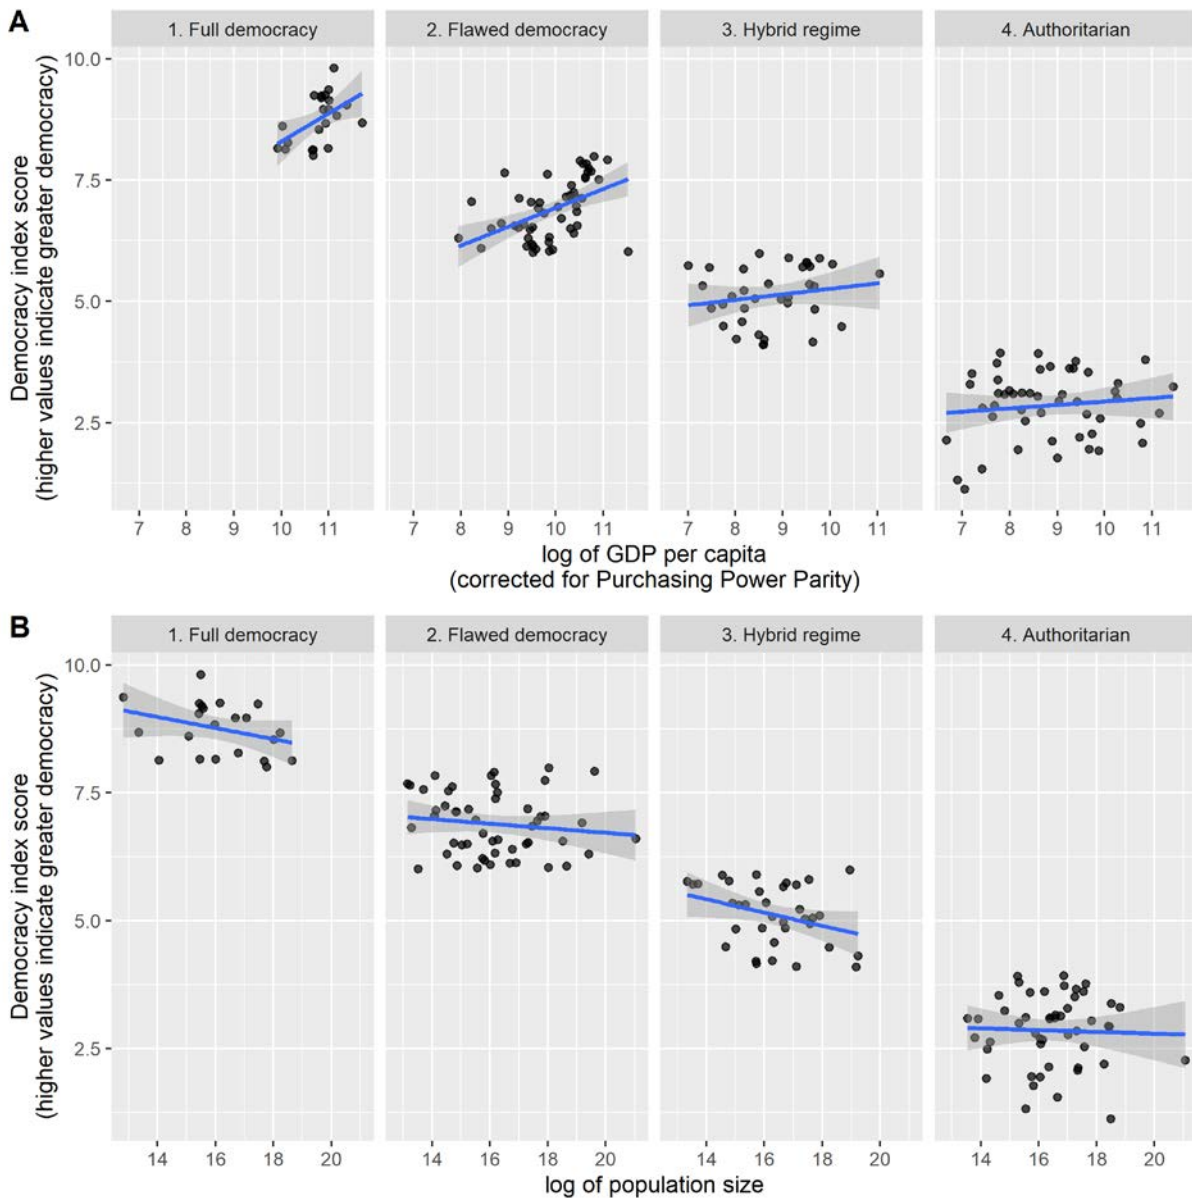 A
1. Full democracy 2. Flawed democracy 3. Hybrid regime 4. Authoritarian
Democracy index score
(higher values indicate greater democracy)
10.0
7.5
5.0
2.5
7 8 9 10 11 7 8 9 10 11 7 8 9 10 11 7 8 9 10 11
log of GDP per capita
(corrected for Purchasing Power Parity)
B
1. Full democracy 2. Flawed democracy 3. Hybrid regime 4. Authoritarian
Democracy index score
(higher values indicate greater democracy)
10.0
7.5
5.0
2.5
14 16 18 20 14 16 18 20 14 16 18 20 14 16 18 20
log of population size